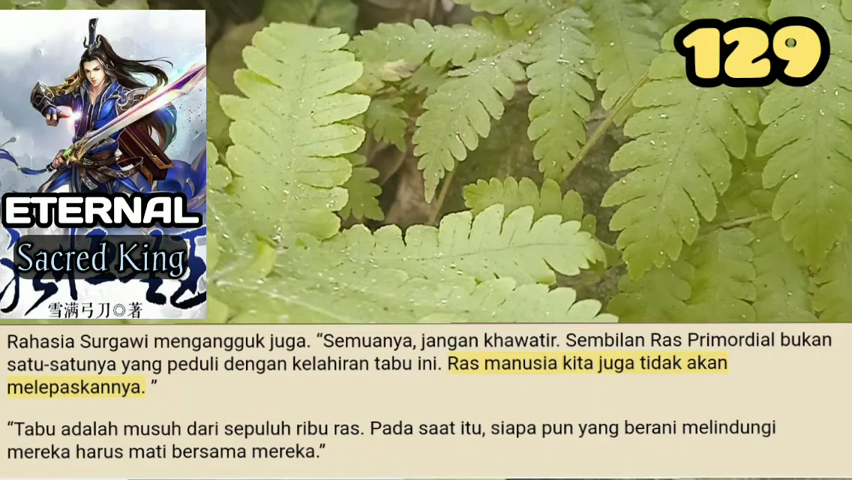 129
ETERNAL
Sacred King
雪满弓刀◎著
Rahasia Surgawi mengangguk juga. “Semuanya, jangan khawatir. Sembilan Ras Primordial bukan
satu-satunya yang peduli dengan kelahiran tabu ini. Ras manusia kita juga tidak akan
melepaskannya. ”
“Tabu adalah musuh dari sepuluh ribu ras. Pada saat itu, siapa pun yang berani melindungi
mereka harus mati bersama mereka.”